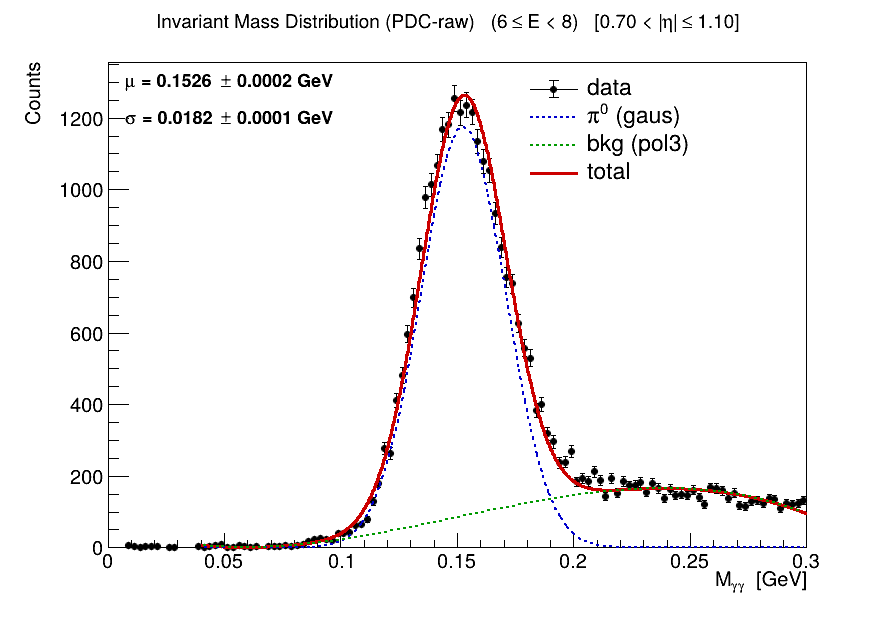 Invariant Mass Distribution (PDC-raw) (6 ≤ E < 8) [0.70 < |η| ≤ 1.10]
Counts
μ = 0.1526 ± 0.0002 GeV
σ = 0.0182 ± 0.0001 GeV
data
π⁰ (gaus)
bkg (pol3)
total
1200
1000
800
600
400
200
0
0 0.05 0.1 0.15 0.2 0.25 0.3
Mγγ [GeV]